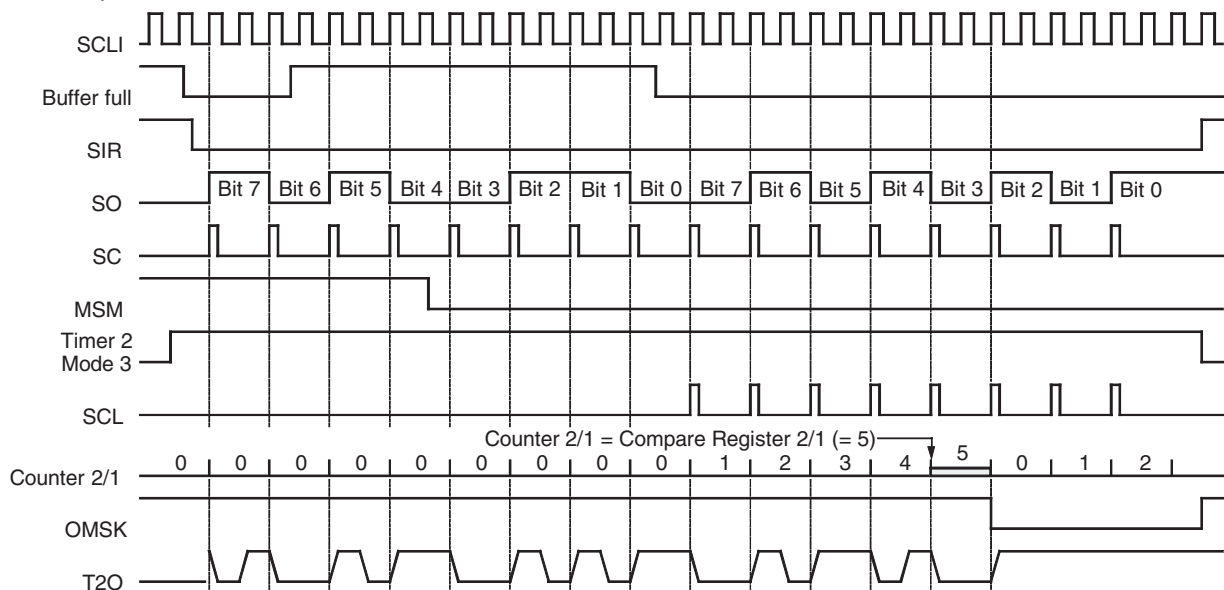 SCLI
Buffer full
SIR
SO Bit 7 Bit 6 Bit 5 Bit 4 Bit 3 Bit 2 Bit 1 Bit 0 Bit 7 Bit 6 Bit 5 Bit 4 Bit 3 Bit 2 Bit 1 Bit 0
SC
MSM
Timer 2
Mode 3
SCL
Counter 2/1 = Compare Register 2/1 (= 5)
Counter 2/1 0 0 0 0 0 0 0 0 0 1 2 3 4 5 0 1 2
OMSK
T2O